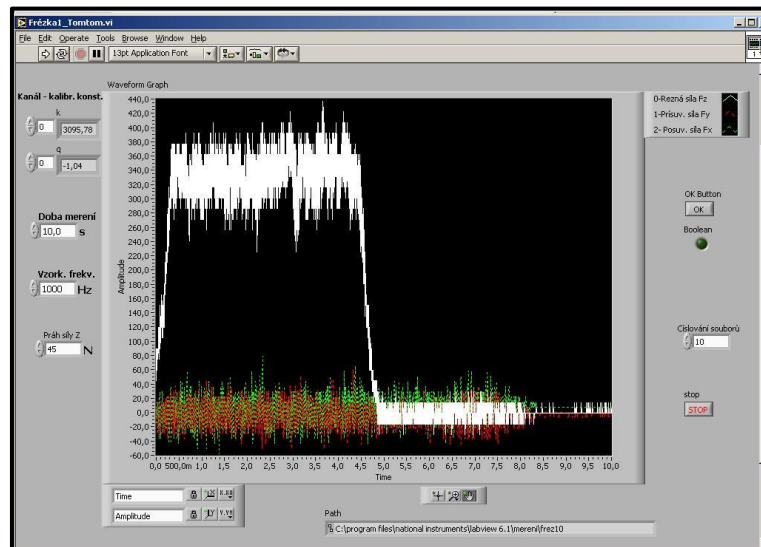 Frézka1_Tomtom.vi
File Edit Operate Tools Browse Window Help
13pt Application Font
Waveform Graph
Kanál - kalibr. konst.
k
0 3095,78
q
0 -1,04
Doba merení
10,0 s
Vzork. frekv.
1000 Hz
Práh síly Z
45 N
Amplitude
440,0
420,0
400,0
380,0
360,0
340,0
320,0
300,0
280,0
260,0
240,0
220,0
200,0
180,0
160,0
140,0
120,0
100,0
80,0
60,0
40,0
20,0
0,0
-20,0
-40,0
-60,0
0,0 500,0m 1,0 1,5 2,0 2,5 3,0 3,5 4,0 4,5 5,0 5,5 6,0 6,5 7,0 7,5 8,0 8,5 9,0 9,5 10,0
Time
0-Rezná síla Fz
1-Prísuv. síla Fy
2- Posuv. síla Fx
OK Button
OK
Boolean
Císlování souborù
10
stop
STOP
Time
X.XX
Amplitude
Y.YY
Path
C:\program files\national instruments\labview 6.1\merení\frez10